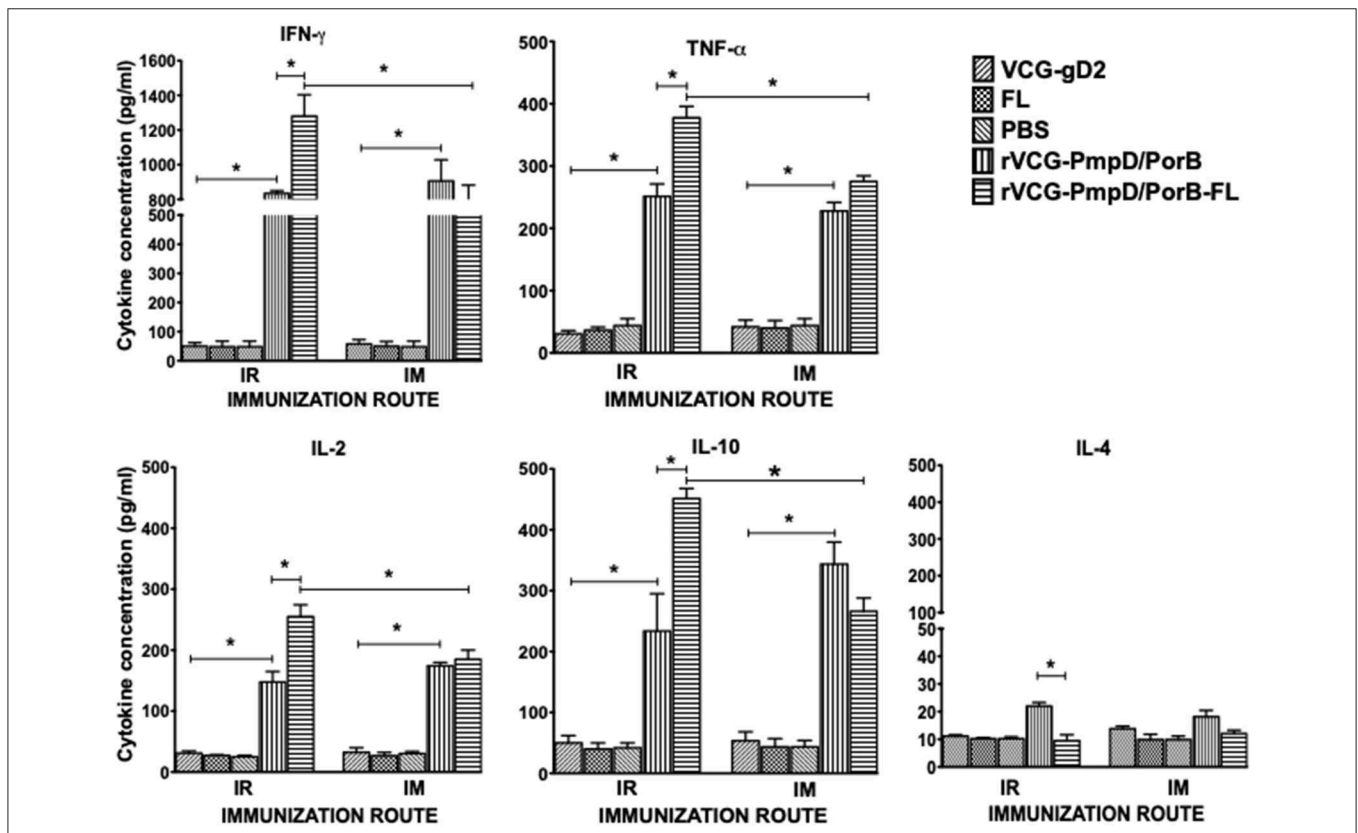 IFN-γ
*
*
*
*
Cytokine concentration (pg/ml)
1600
1400
1200
1000
800
500
400
300
200
100
0
IR
IM
IMMUNIZATION ROUTE
TNF-α
*
*
*
*
500
400
300
200
100
0
IR
IM
IMMUNIZATION ROUTE
VCG-gD2
FL
PBS
rVCG-PmpD/PorB
rVCG-PmpD/PorB-FL
IL-2
*
*
*
*
Cytokine concentration (pg/ml)
500
400
300
200
100
0
IR
IM
IMMUNIZATION ROUTE
IL-10
*
*
*
*
500
400
300
200
100
0
IR
IM
IMMUNIZATION ROUTE
IL-4
*
500
400
300
200
100
50
40
30
20
10
0
IR
IM
IMMUNIZATION ROUTE